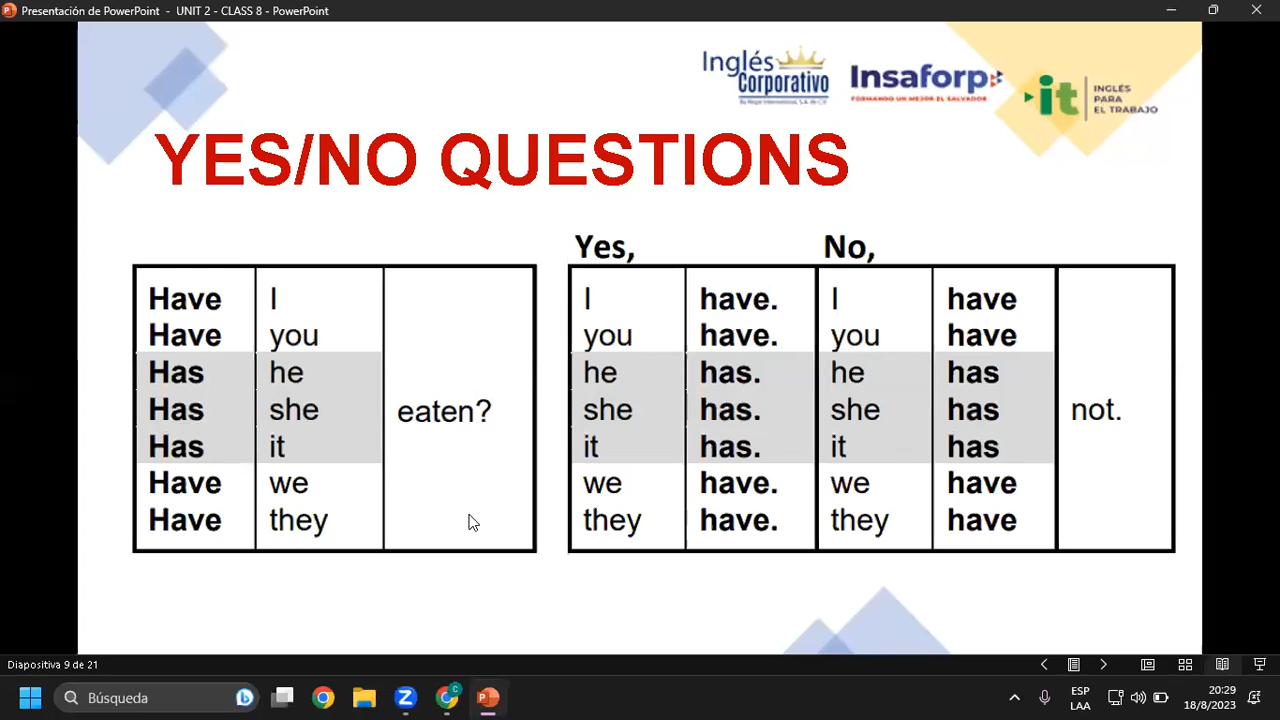 Presentación de PowerPoint - UNIT 2 - CLASS 8 - PowerPoint
Inglés
Corporativo
Insaforp
FORMANDO UN MEJOR EL SALVADOR
it
INGLÉS
PARA
EL TRABAJO
YES/NO QUESTIONS
Yes, No,
Have I I have. I have
Have you you have. you have
Has he he has. he has
Has she eaten? she has. she has not.
Has it it has. it has
Have we we have. we have
Have they they have. they have
Diapositiva 9 de 21
Búsqueda
ESP
LAA
20:29
18/8/2023